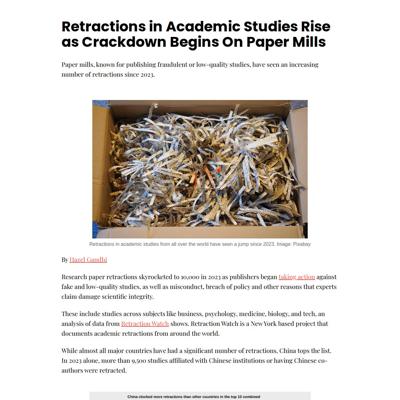 Retractions in Academic Studies Rise
as Crackdown Begins On Paper Mills
Paper mills, known for publishing fraudulent or low-quality studies, have seen an increasing
number of retractions since 2023.
Retractions in academic studies from all over the world have seen a jump since 2023. Image: Pixabay
By Hazel Gandhi
Research paper retractions skyrocketed to 10,000 in 2023 as publishers began taking action against
fake and low-quality studies, as well as misconduct, breach of policy and other reasons that experts
claim damage scientific integrity.
These include studies across subjects like business, psychology, medicine, biology, and tech, an
analysis of data from Retraction Watch shows. Retraction Watch is a New York based project that
documents academic retractions from around the world.
While almost all major countries have had a significant number of retractions, China tops the list.
In 2023 alone, more than 9,500 studies affiliated with Chinese institutions or having Chinese co-
authors were retracted.
China clocked more retractions than other countries in the top 10 combined